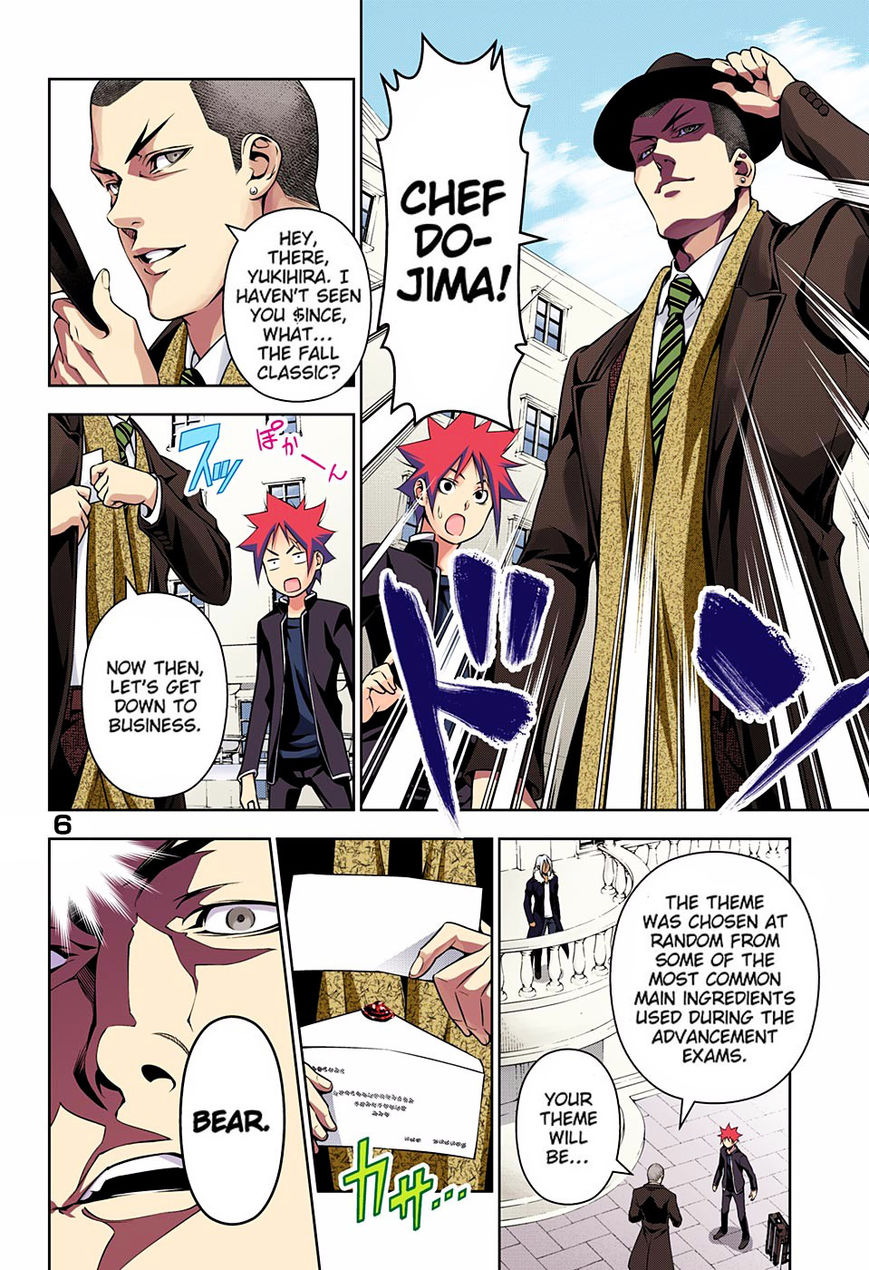 CHEF
DO-
JIMA!
ドン
HEY,
THERE,
YUKIHIRA. I
HAVEN'T SEEN
YOU $INCE,
WHAT...
THE FALL
CLASSIC?
ぽかーん
スッ
NOW THEN,
LET'S GET
DOWN TO
BUSINESS.
6
THE THEME
WAS CHOSEN AT
RANDOM FROM
SOME OF THE
MOST COMMON
MAIN INGREDIENTS
USED DURING THE
ADVANCEMENT
EXAMS.
YOUR
THEME
WILL
BE...
カサ...
BEAR.